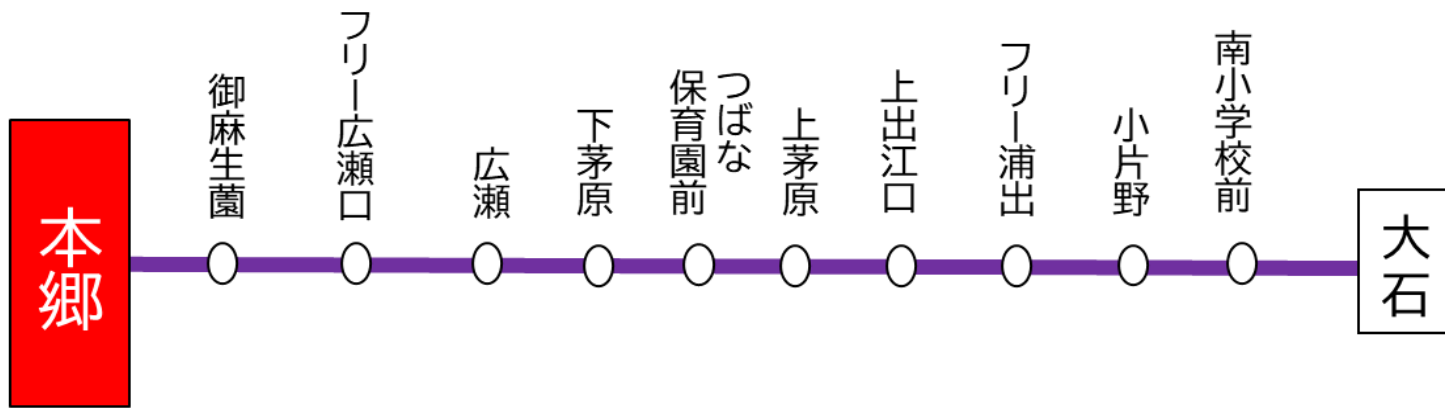 本郷
御麻生薗
フリー広瀬口
広瀬
下茅原
つばな
保育園前
上茅原
上出江口
フリー浦出
小片野
南小学校前
大石